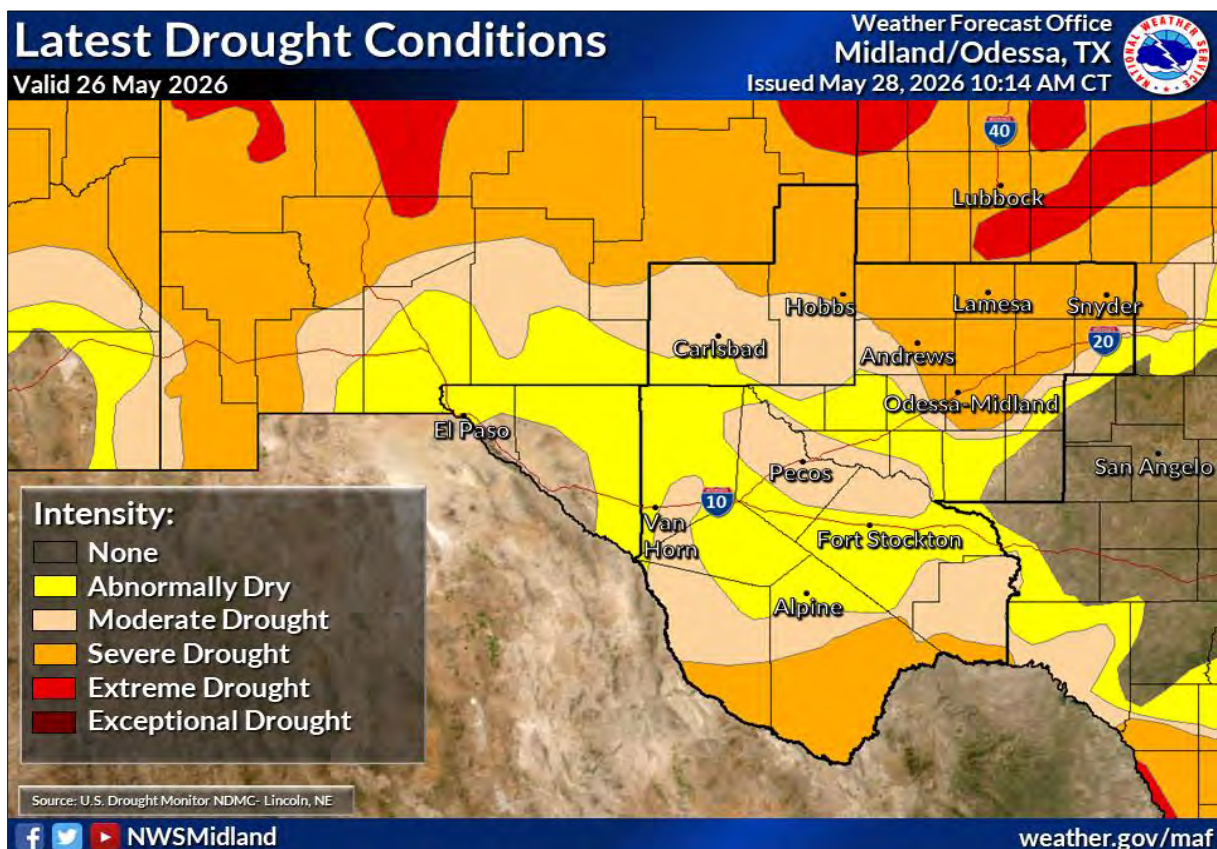 Latest Drought Conditions
Valid 26 May 2026
Weather Forecast Office
Midland/Odessa, TX
Issued May 28, 2026 10:14 AM CT
NATIONAL WEATHER SERVICE
40
Lubbock
Hobbs
Lamesa
Snyder
Carlsbad
Andrews
20
Odessa-Midland
El Paso
Pecos
San Angelo
10
Van
Horn
Fort Stockton
Alpine
Intensity:
None
Abnormally Dry
Moderate Drought
Severe Drought
Extreme Drought
Exceptional Drought
Source: U.S. Drought Monitor NDMC- Lincoln, NE
NWSMidland
weather.gov/maf